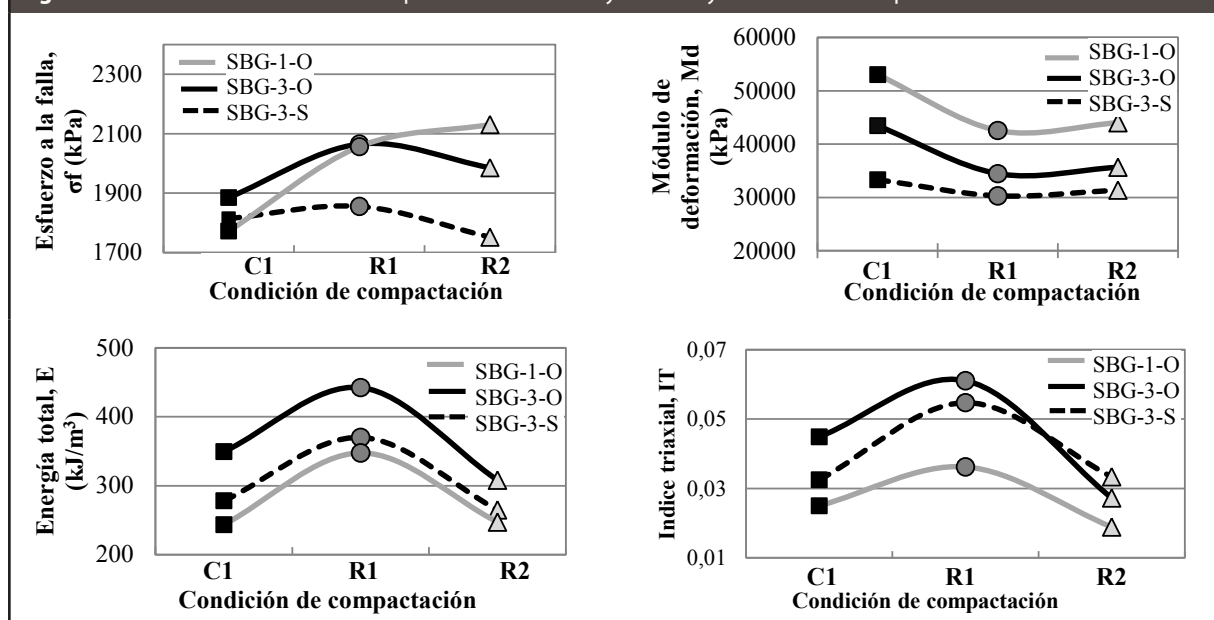 Esfuerzo a la falla,
σf (kPa)
2300
2100
1900
1700
SBG-1-O
SBG-3-O
SBG-3-S
C1 R1 R2
Condición de compactación
Módulo de
deformación, Md
(kPa)
60000
50000
40000
30000
20000
SBG-1-O
SBG-3-O
SBG-3-S
C1 R1 R2
Condición de compactación
Energía total, E
(kJ/m³)
500
400
300
200
SBG-1-O
SBG-3-O
SBG-3-S
C1 R1 R2
Condición de compactación
Indice triaxial, IT
0,07
0,05
0,03
0,01
SBG-1-O
SBG-3-O
SBG-3-S
C1 R1 R2
Condición de compactación